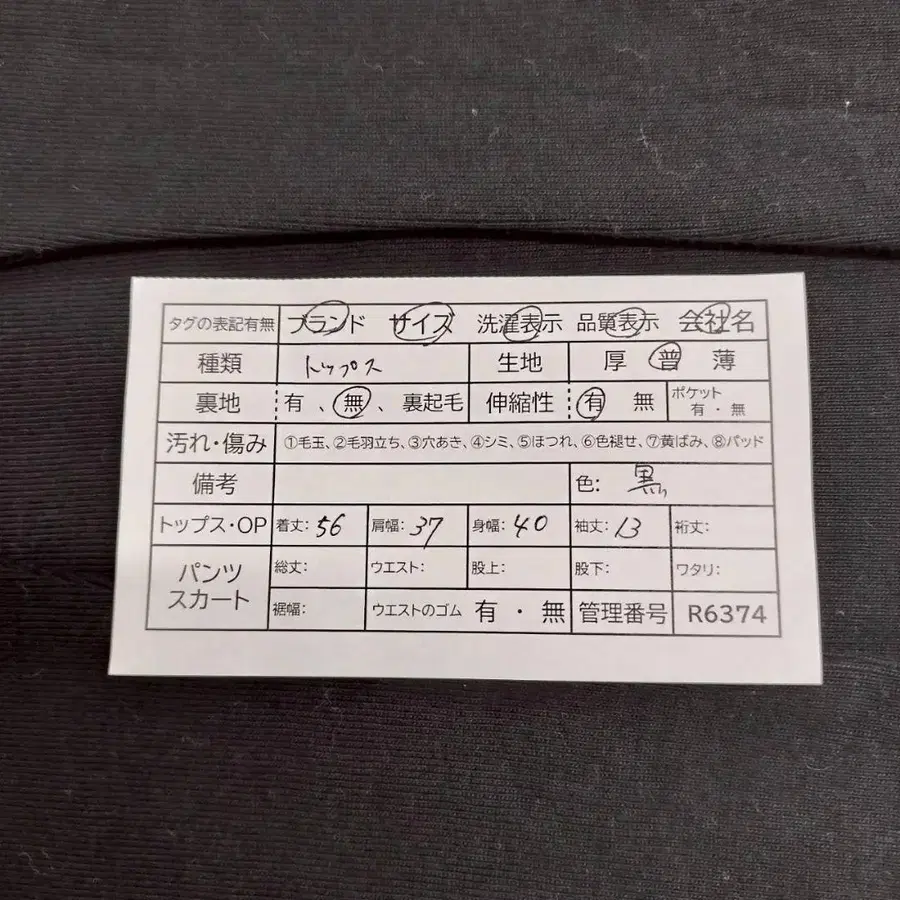 タグの表記有無 ブランド サイズ 洗濯表示 品質表示 会社名
種類 トップス 生地 厚 普 薄
裏地 有、無、裏起毛 伸縮性 有 無 ポケット 有・無
汚れ・傷み ①毛玉、②毛羽立ち、③穴あき、④シミ、⑤ほつれ、⑥色褪せ、⑦黄ばみ、⑧パッド
備考 色: 黒
トップス・OP 着丈: 56 肩幅: 37 身幅: 40 袖丈: 13 裄丈:
パンツ スカート 総丈: ウエスト: 股上: 股下: ワタリ:
裾幅: ウエストのゴム 有・無 管理番号 R6374